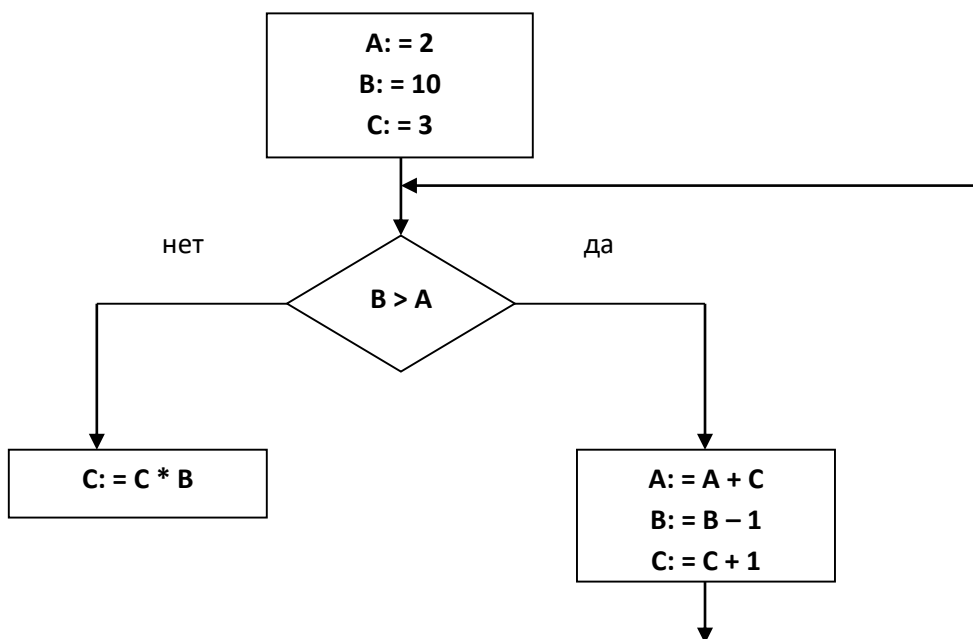 A: = 2
B: = 10
C: = 3
нет
да
B > A
C: = C * B
A: = A + C
B: = B – 1
C: = C + 1